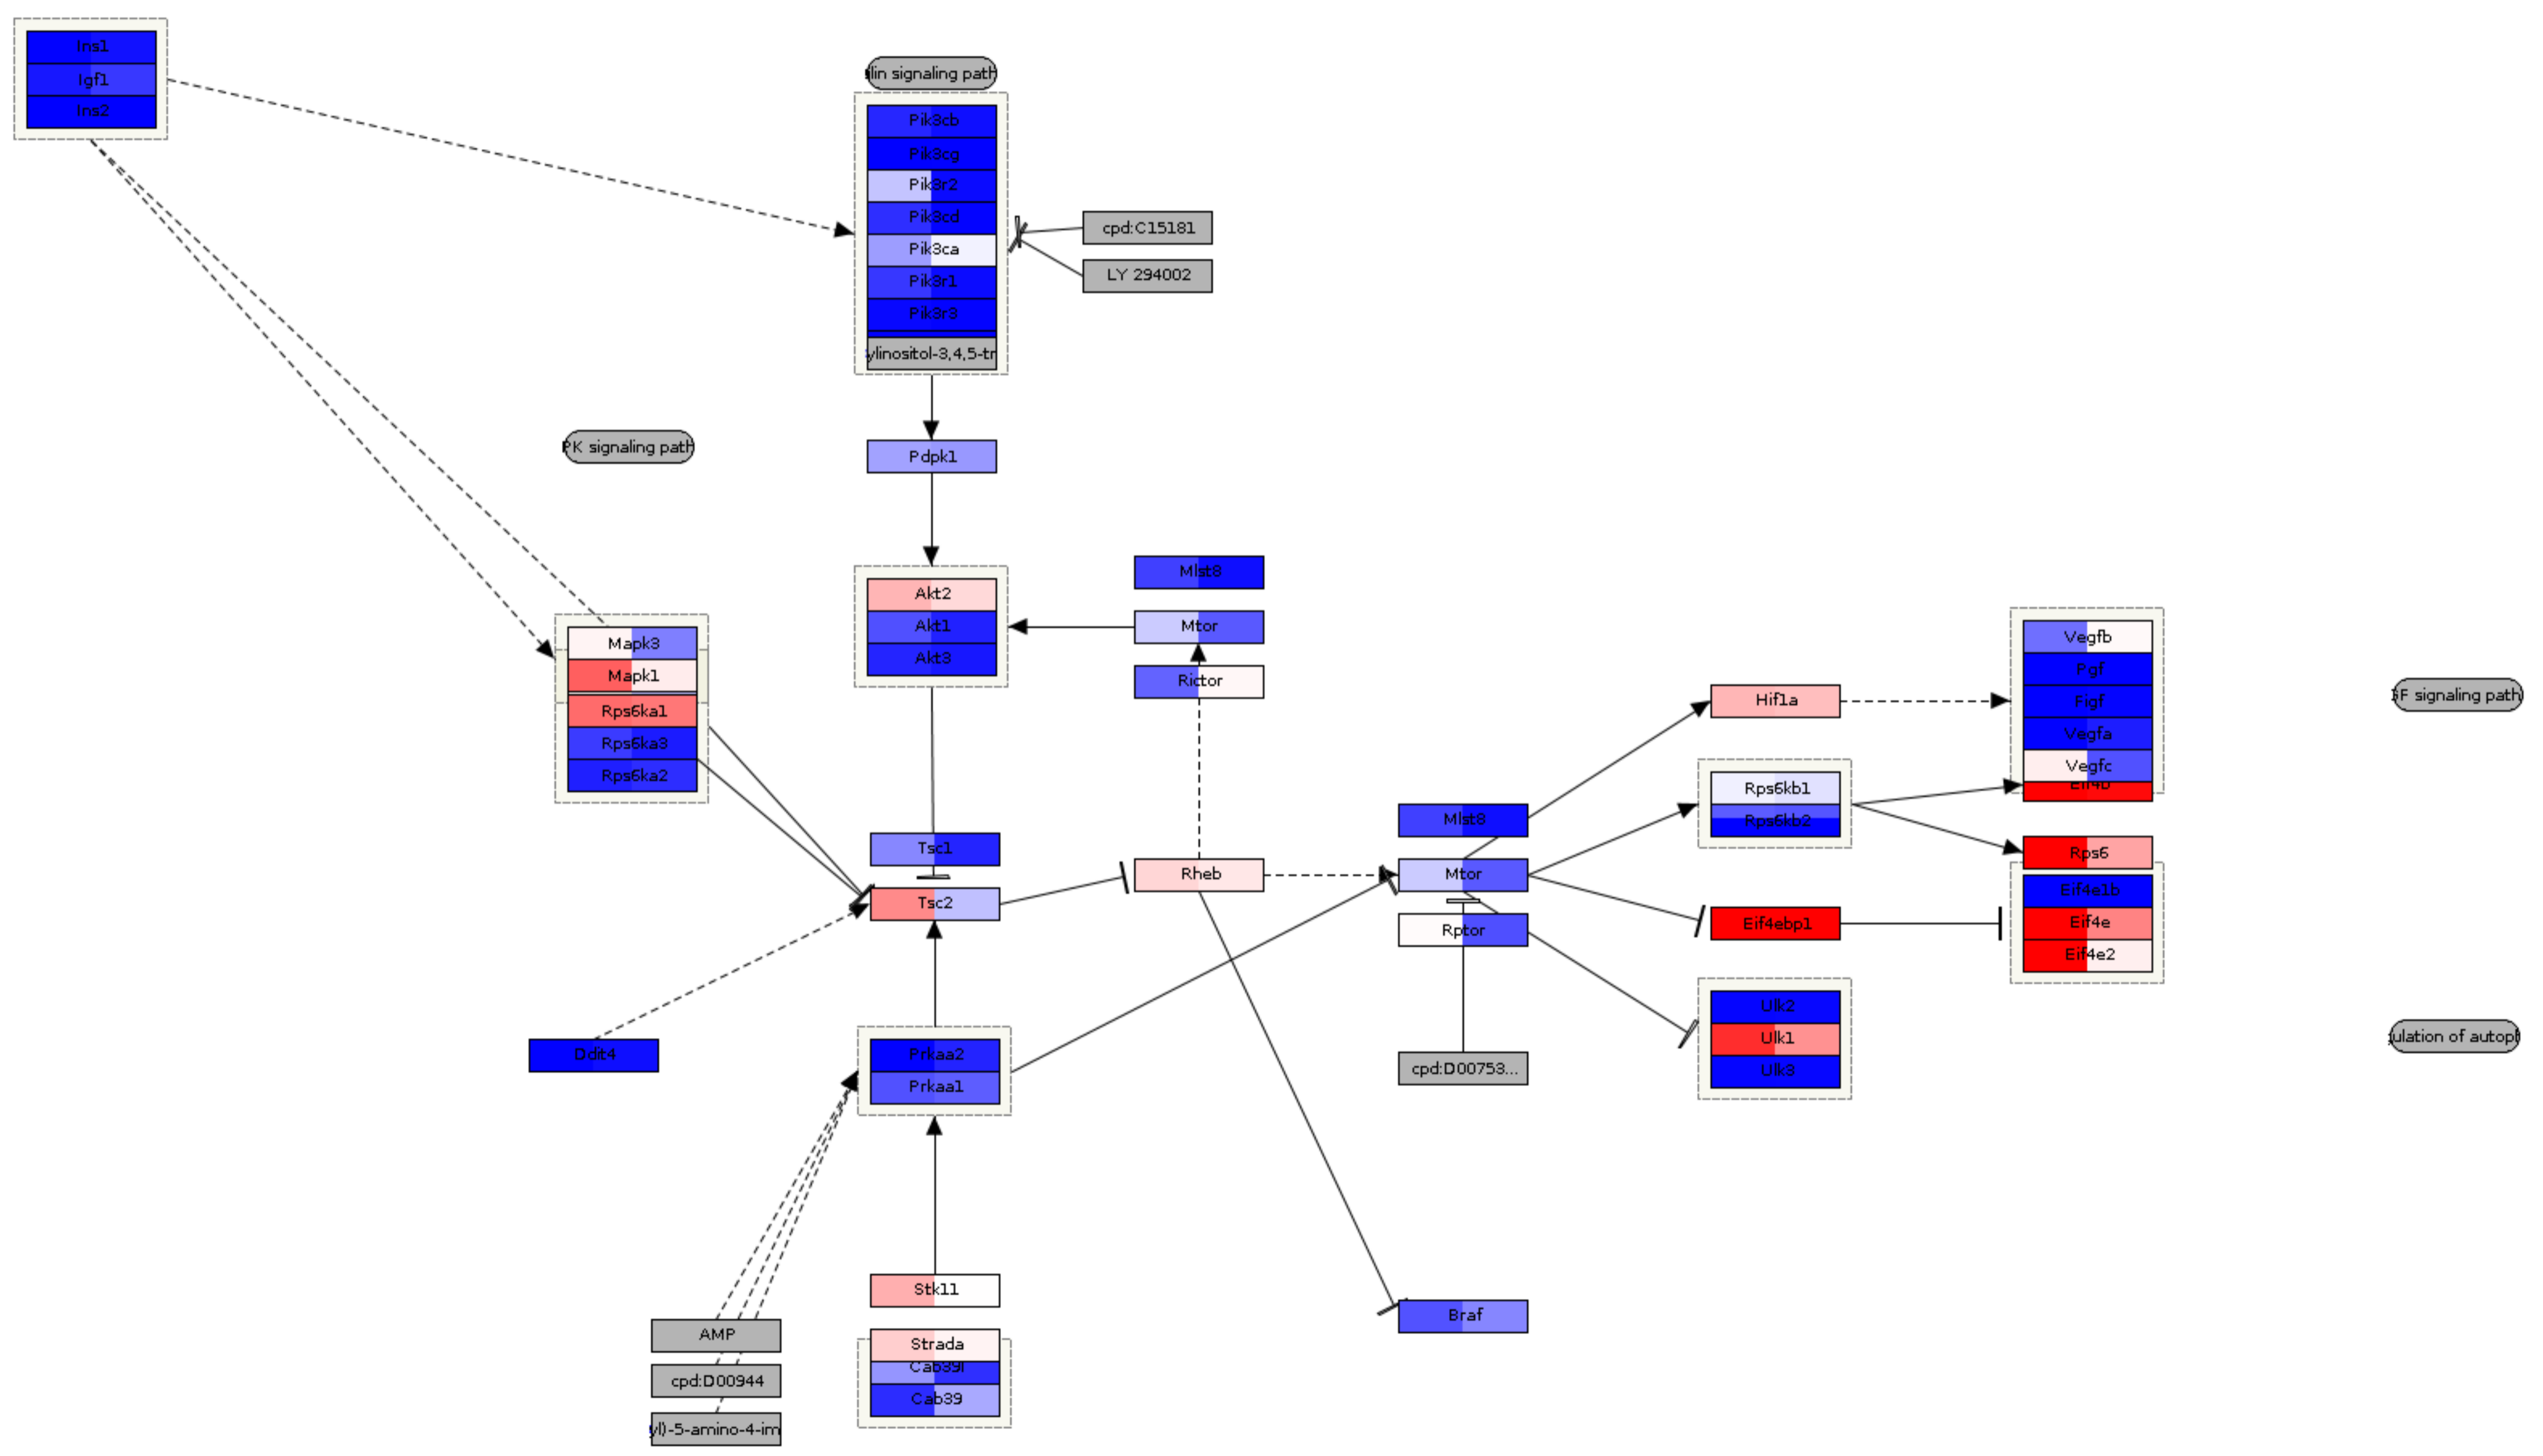 Ins1
Igf1
Ins2
lin signaling path
Pik3cb
Pik3cg
Pik3r2
Pik3cd
Pik3ca
Pik3r1
Pik3r3
ylinositol-3,4,5-tr
cpd:C15181
LY 294002
PK signaling path
Pdpk1
Akt2
Akt1
Akt3
Mlst8
Mtor
Rictor
Mapk3
Mapk1
Rps6ka1
Rps6ka3
Rps6ka2
Hif1a
Vegfb
Pgf
Figf
Vegfa
Vegfc
Eif4b
F signaling path
Rps6kb1
Rps6kb2
Tsc1
Tsc2
Rheb
Mlst8
Mtor
Rptor
Rps6
Eif4e1b
Eif4e
Eif4e2
Eif4ebp1
Ddit4
Prkaa2
Prkaa1
cpd:D00753...
Ulk2
Ulk1
Ulk3
ulation of autop
Stk11
Strada
Cab39l
Cab39
Braf
AMP
cpd:D00944
yl)-5-amino-4-im